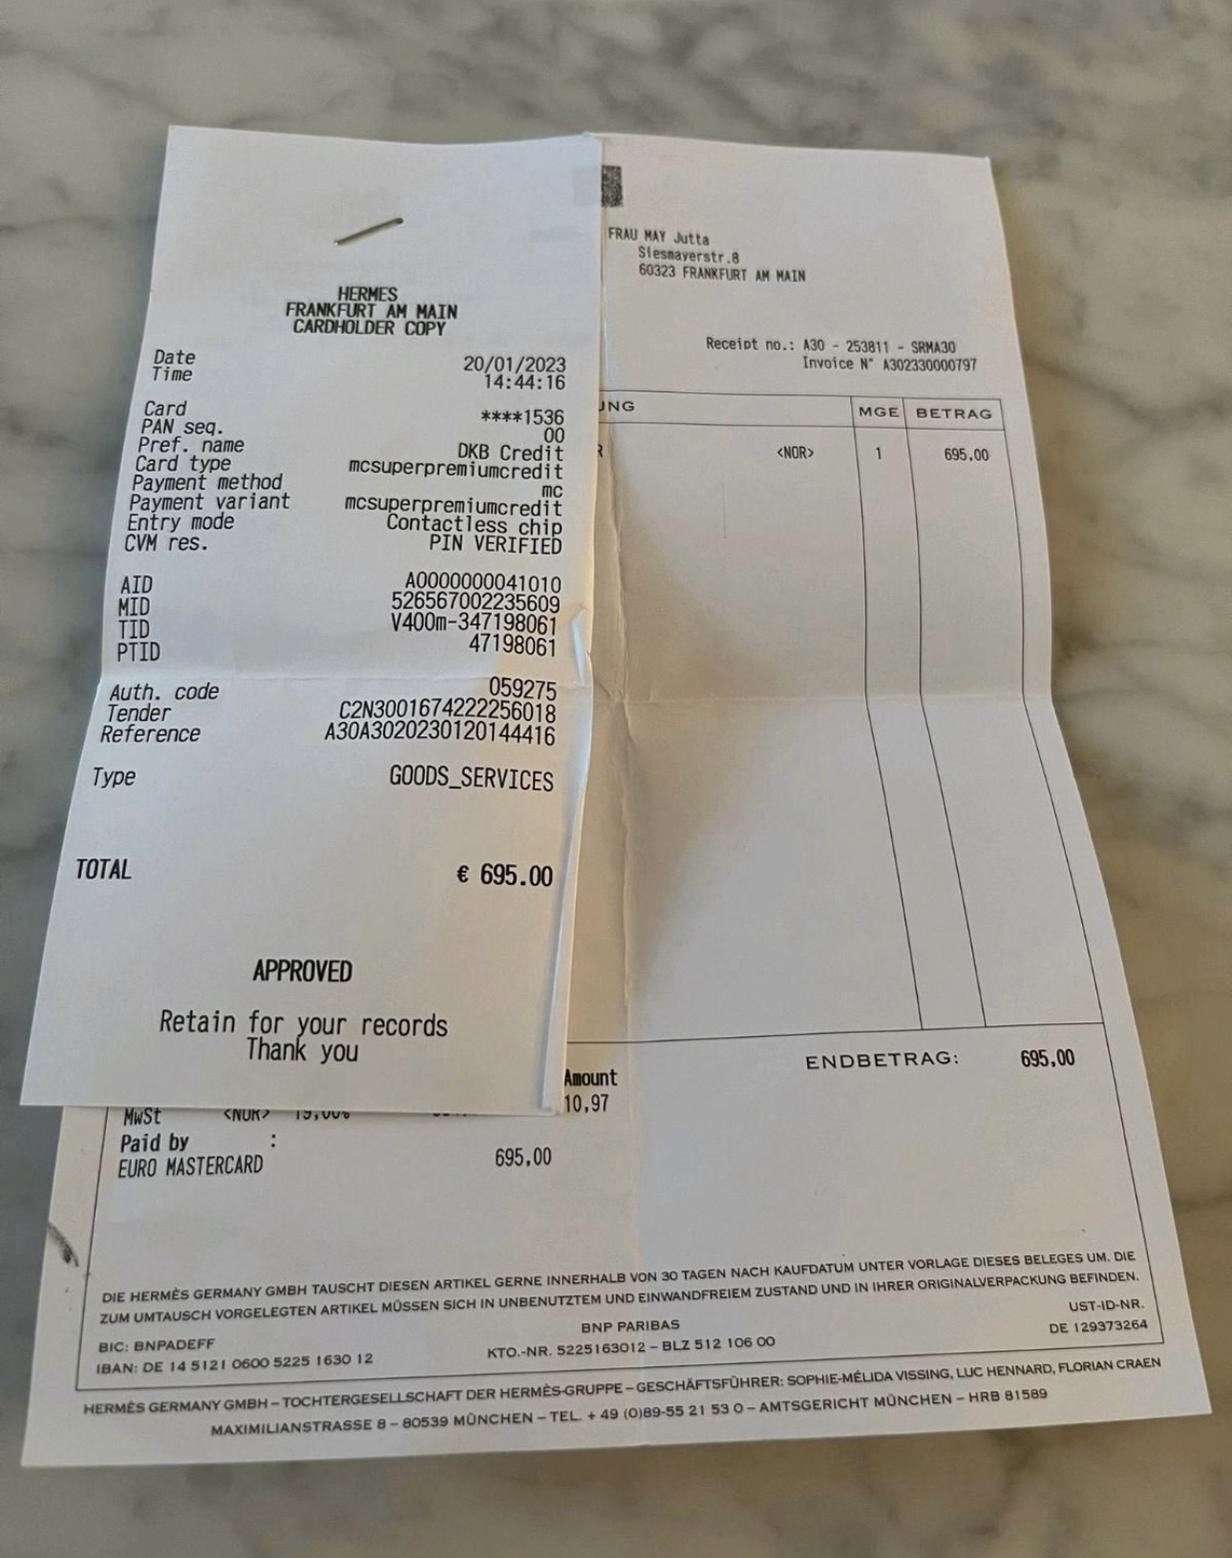 HERMES
FRANKFURT AM MAIN
CARDHOLDER COPY
Date 20/01/2023
Time 14:44:16
Card ****1536
PAN seq. 00
Pref. name DKB Credit
Card type mcsuperpremiumcredit
Payment method mc
Payment variant mcsuperpremiumcredit
Entry mode Contactless chip
CVM res. PIN VERIFIED
AID A0000000041010
MID 526567002235609
TID V400m-347198061
PTID 47198061
Auth. code 059275
Tender C2N3001674222256018
Reference A30A3020230120144416
Type GOODS_SERVICES
TOTAL € 695.00
APPROVED
Retain for your records
Thank you
FRAU MAY Jutta
Siesmayerstr.8
60323 FRANKFURT AM MAIN
Receipt no.: A30 - 253811 - SRMA30
Invoice N° A302330000797
UNG MGE BETRAG
R <NOR> 1 695,00
ENDBETRAG: 695,00
Amount
MwSt <NOR> 19,00% 10,97
Paid by :
EURO MASTERCARD 695,00
DIE HERMÈS GERMANY GMBH TAUSCHT DIESEN ARTIKEL GERNE INNERHALB VON 30 TAGEN NACH KAUFDATUM UNTER VORLAGE DIESES BELEGES UM. DIE
ZUM UMTAUSCH VORGELEGTEN ARTIKEL MÜSSEN SICH IN UNBENUTZTEM UND EINWANDFREIEM ZUSTAND UND IN IHRER ORIGINALVERPACKUNG BEFINDEN.
BIC: BNPADEFF BNP PARIBAS UST-ID-NR.
IBAN: DE 14 5121 0600 5225 1630 12 KTO.-NR. 5225163012 – BLZ 512 106 00 DE 129373264
HERMÈS GERMANY GMBH – TOCHTERGESELLSCHAFT DER HERMÈS-GRUPPE – GESCHÄFTSFÜHRER: SOPHIE-MÉLIDA VISSING, LUC HENNARD, FLORIAN CRAEN
MAXIMILIANSTRASSE 8 – 80539 MÜNCHEN – TEL. + 49 (0)89-55 21 53 0 – AMTSGERICHT MÜNCHEN – HRB 81589